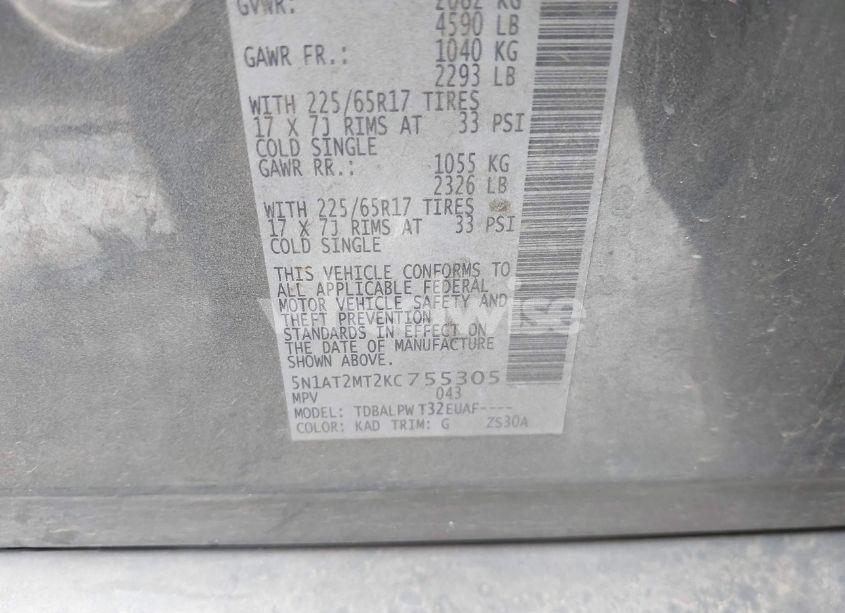 GVWR: 2082 KG
4590 LB
GAWR FR.: 1040 KG
2293 LB
WITH 225/65R17 TIRES
17 X 7J RIMS AT 33 PSI
COLD SINGLE
GAWR RR.: 1055 KG
2326 LB
WITH 225/65R17 TIRES
17 X 7J RIMS AT 33 PSI
COLD SINGLE
THIS VEHICLE CONFORMS TO
ALL APPLICABLE FEDERAL
MOTOR VEHICLE SAFETY AND
THEFT PREVENTION
STANDARDS IN EFFECT ON
THE DATE OF MANUFACTURE
SHOWN ABOVE.
5N1AT2MT2KC755305
MPV 043
MODEL: TDBALPW T32EUAF----
COLOR: KAD TRIM: G ZS30A